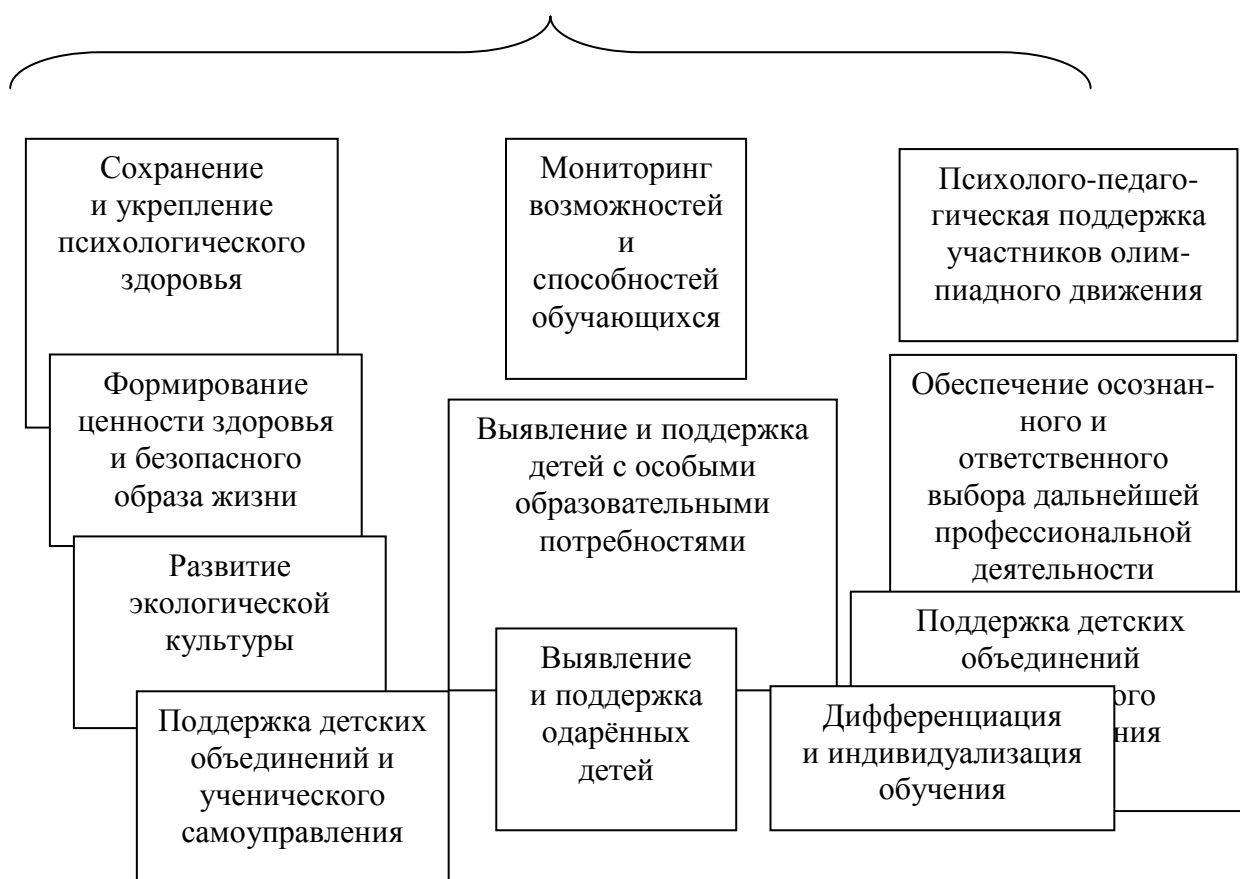 Сохранение
и укрепление
психологического
здоровья
Формирование
ценности здоровья
и безопасного
образа жизни
Развитие
экологической
культуры
Поддержка детских
объединений и
ученического
самоуправления
Мониторинг
возможностей
и
способностей
обучающихся
Выявление и поддержка
детей с особыми
образовательными
потребностями
Выявление
и поддержка
одарённых
детей
Психолого-педаго-
гическая поддержка
участников олим-
пиадного движения
Обеспечение осознан-
ного и
ответственного
выбора дальнейшей
профессиональной
деятельности
Поддержка детских
объединений
Дифференциация
и индивидуализация
обучения